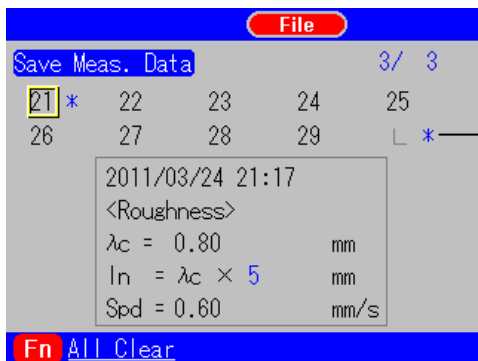 File
Save Meas. Data 3/ 3
21 * 22 23 24 25
26 27 28 29 L *
2011/03/24 21:17
<Roughness>
λc = 0.80 mm
ln = λc × 5 mm
Spd = 0.60 mm/s
Fn All Clear